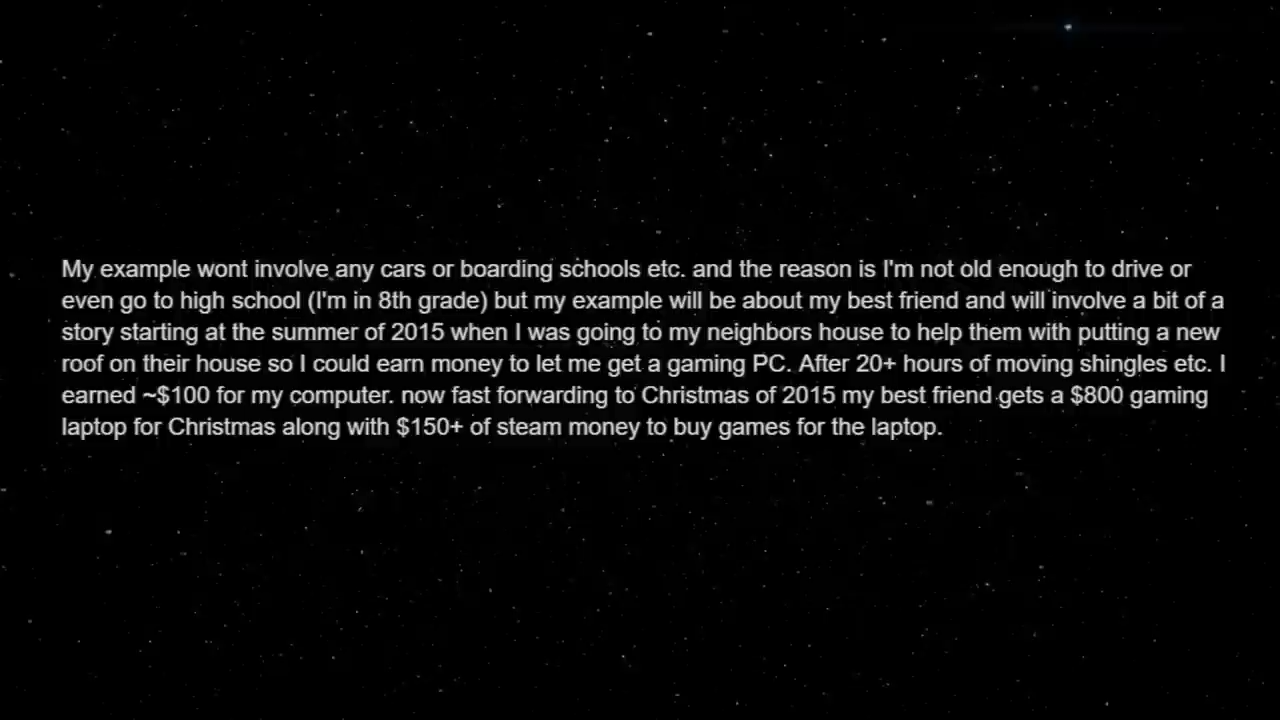 My example wont involve any cars or boarding schools etc. and the reason is I'm not old enough to drive or
even go to high school (I'm in 8th grade) but my example will be about my best friend and will involve a bit of a
story starting at the summer of 2015 when I was going to my neighbors house to help them with putting a new
roof on their house so I could earn money to let me get a gaming PC. After 20+ hours of moving shingles etc. I
earned ~$100 for my computer. now fast forwarding to Christmas of 2015 my best friend gets a $800 gaming
laptop for Christmas along with $150+ of steam money to buy games for the laptop.